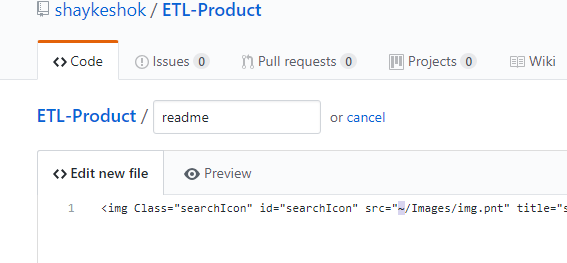 shaykeshok / ETL-Product
Code Issues 0 Pull requests 0 Projects 0 Wiki
ETL-Product / readme or cancel
Edit new file Preview
1 <img Class="searchIcon" id="searchIcon" src="~/Images/img.pnt" title="s